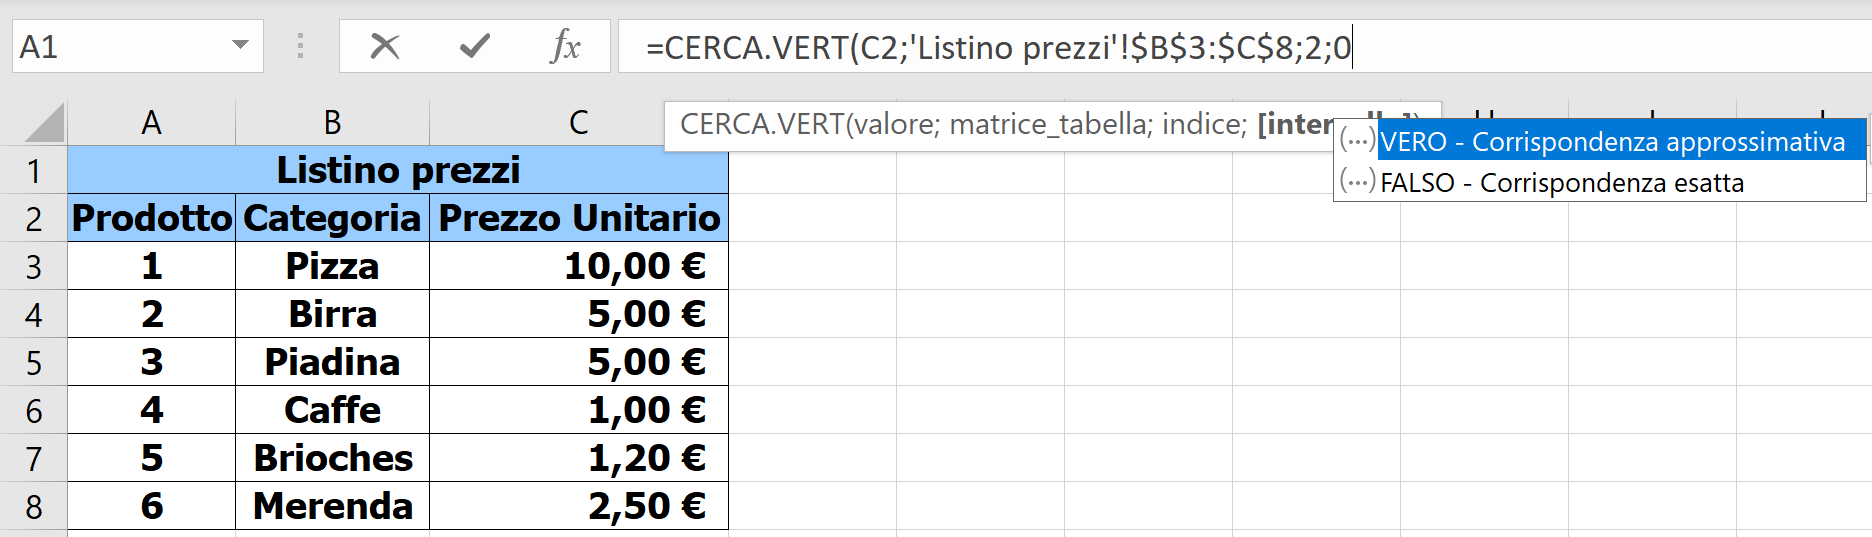 A1
fx
=CERCA.VERT(C2;'Listino prezzi'!$B$3:$C$8;2;0
CERCA.VERT(valore; matrice_tabella; indice;
(...) VERO - Corrispondenza approssimativa
(...) FALSO - Corrispondenza esatta
A B C
1 Listino prezzi
2 Prodotto Categoria Prezzo Unitario
3 1 Pizza 10,00 €
4 2 Birra 5,00 €
5 3 Piadina 5,00 €
6 4 Caffe 1,00 €
7 5 Brioches 1,20 €
8 6 Merenda 2,50 €